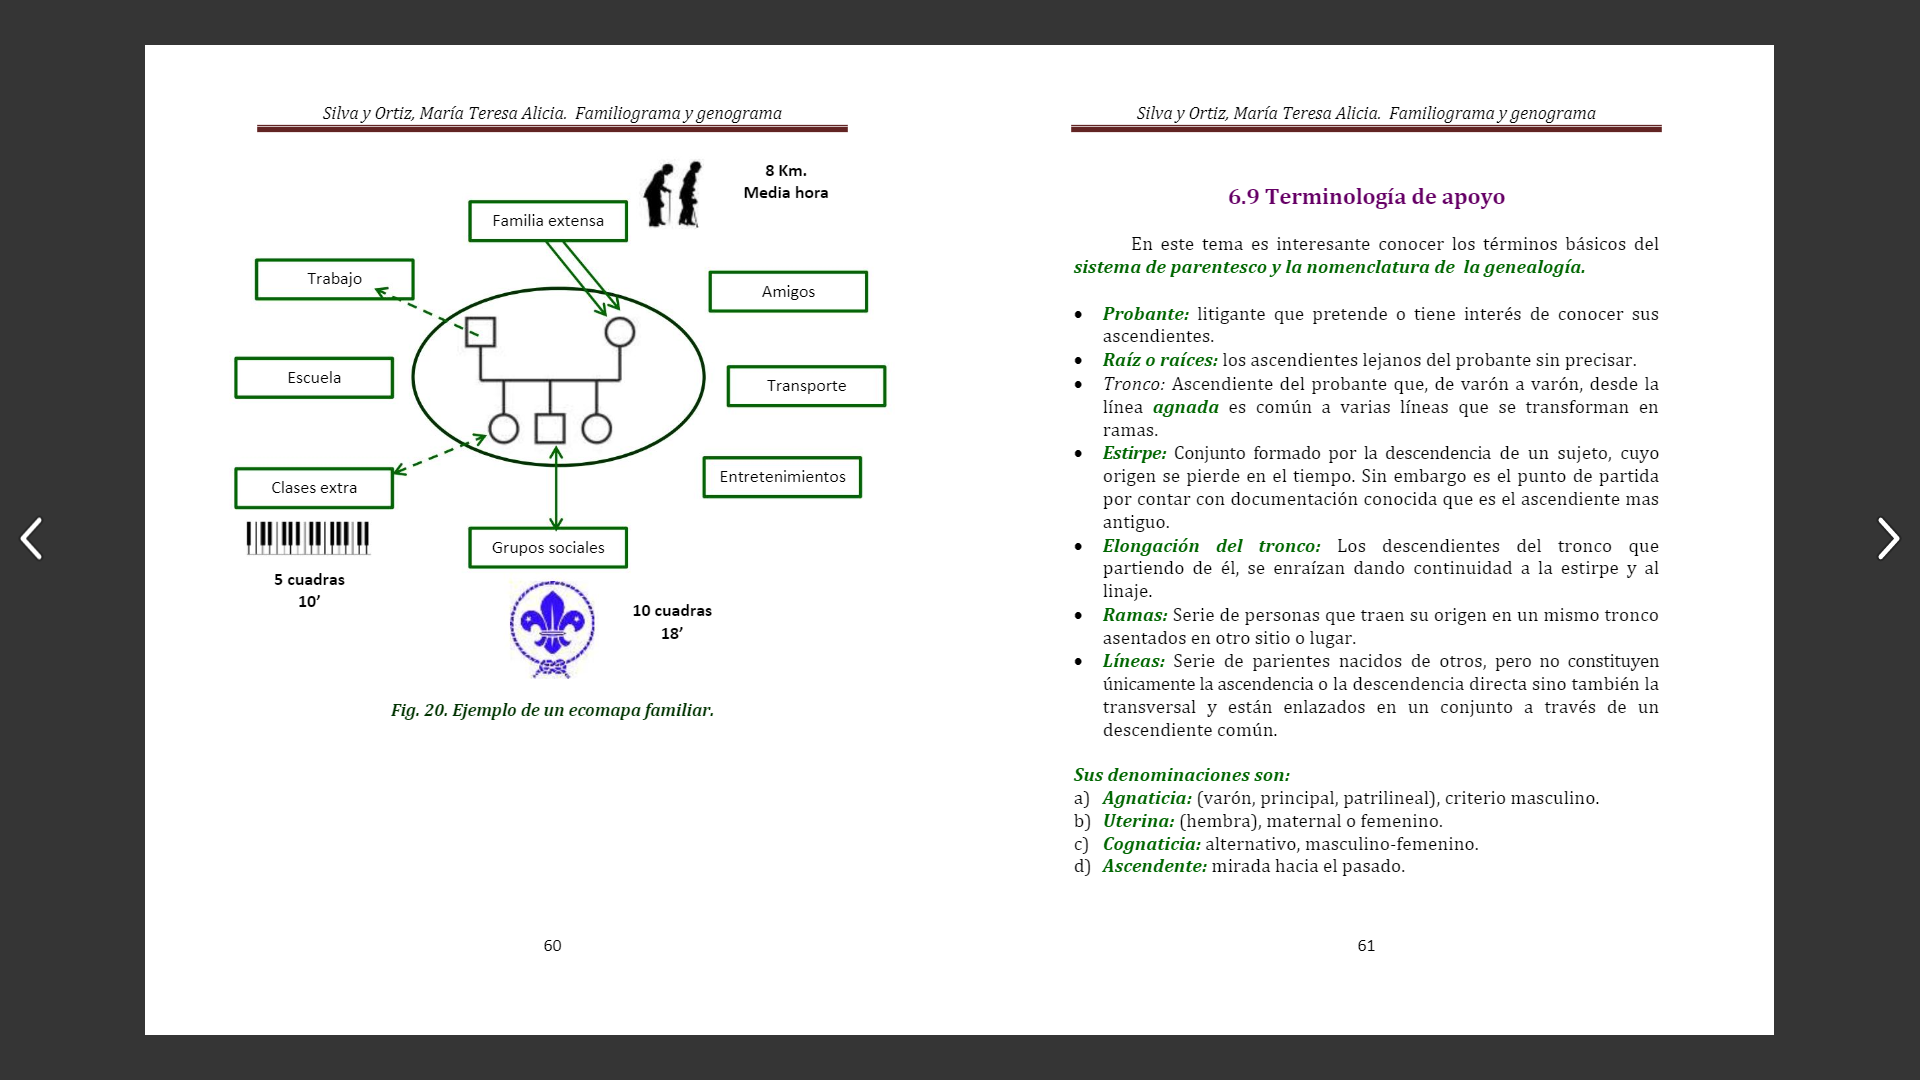 Silva y Ortiz, María Teresa Alicia.  Familiograma y genograma
8 Km.
Media hora
Familia extensa
Trabajo
Amigos
Escuela
Transporte
Clases extra
Entretenimientos
5 cuadras
10’
Grupos sociales
10 cuadras
18’
Fig. 20. Ejemplo de un ecomapa familiar.
60
Silva y Ortiz, María Teresa Alicia.  Familiograma y genograma
6.9 Terminología de apoyo
En este tema es interesante conocer los términos básicos del
sistema de parentesco y la nomenclatura de  la genealogía.
• Probante: litigante que pretende o tiene interés de conocer sus
ascendientes.
• Raíz o raíces: los ascendientes lejanos del probante sin precisar.
• Tronco: Ascendiente del probante que, de varón a varón, desde la
línea agnada es común a varias líneas que se transforman en
ramas.
• Estirpe: Conjunto formado por la descendencia de un sujeto, cuyo
origen se pierde en el tiempo. Sin embargo es el punto de partida
por contar con documentación conocida que es el ascendiente mas
antiguo.
• Elongación del tronco: Los descendientes del tronco que
partiendo de él, se enraízan dando continuidad a la estirpe y al
linaje.
• Ramas: Serie de personas que traen su origen en un mismo tronco
asentados en otro sitio o lugar.
• Líneas: Serie de parientes nacidos de otros, pero no constituyen
únicamente la ascendencia o la descendencia directa sino también la
transversal y están enlazados en un conjunto a través de un
descendiente común.
Sus denominaciones son:
a) Agnaticia: (varón, principal, patrilineal), criterio masculino.
b) Uterina: (hembra), maternal o femenino.
c) Cognaticia: alternativo, masculino-femenino.
d) Ascendente: mirada hacia el pasado.
61